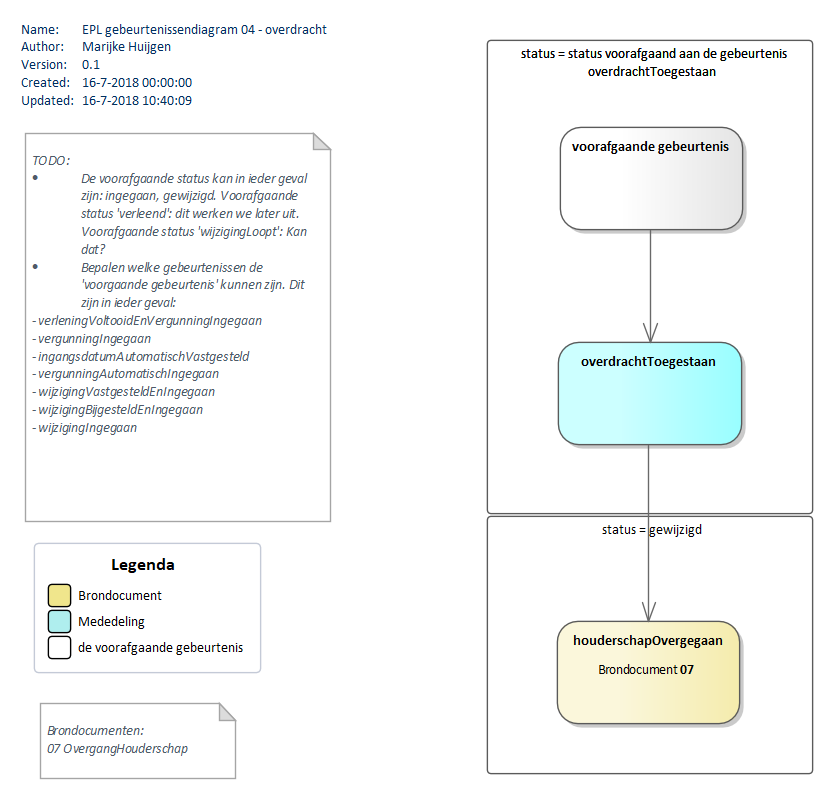 Name: EPL gebeurtenissendiagram 04 - overdracht
Author: Marijke Huijgen
Version: 0.1
Created: 16-7-2018 00:00:00
Updated: 16-7-2018 10:40:09
TODO:
• De voorafgaande status kan in ieder geval
zijn: ingegaan, gewijzigd. Voorafgaande
status 'verleend': dit werken we later uit.
Voorafgaande status 'wijzigingLoopt': Kan
dat?
• Bepalen welke gebeurtenissen de
'voorgaande gebeurtenis' kunnen zijn. Dit
zijn in ieder geval:
- verleningVoltooidEnVergunningIngegaan
- vergunningIngegaan
- ingangsdatumAutomatischVastgesteld
- vergunningAutomatischIngegaan
- wijzigingVastgesteldEnIngegaan
- wijzigingBijgesteldEnIngegaan
- wijzigingIngegaan
Legenda
Brondocument
Mededeling
de voorafgaande gebeurtenis
Brondocumenten:
07 OvergangHouderschap
status = status voorafgaand aan de gebeurtenis
overdrachtToegestaan
voorafgaande gebeurtenis
overdrachtToegestaan
status = gewijzigd
houderschapOvergegaan
Brondocument 07